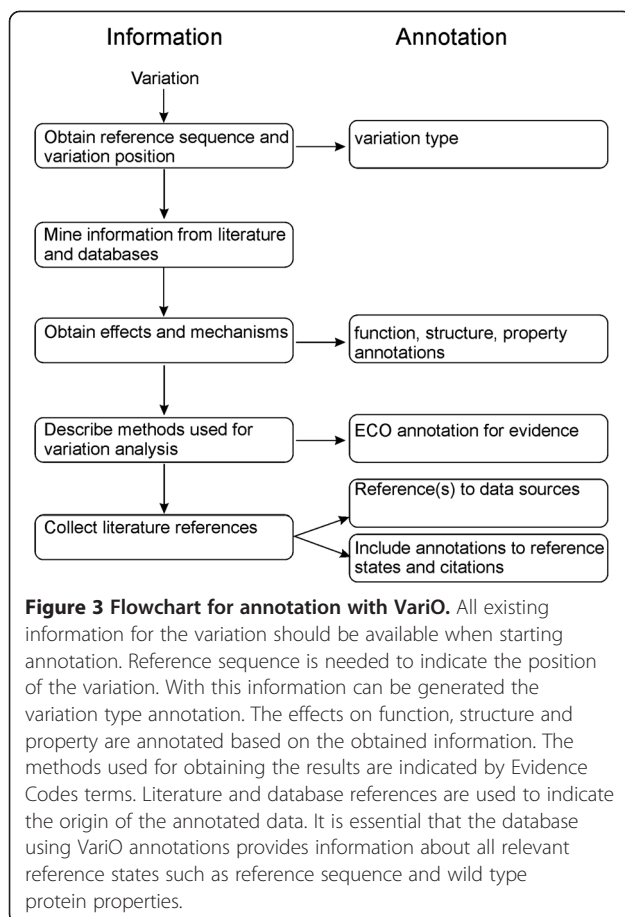 Information
Annotation
Variation
Obtain reference sequence and
variation position
variation type
Mine information from literature
and databases
Obtain effects and mechanisms
function, structure, property
annotations
Describe methods used for
variation analysis
ECO annotation for evidence
Collect literature references
Reference(s) to data sources
Include annotations to reference
states and citations
Figure 3 Flowchart for annotation with VariO. All existing
information for the variation should be available when starting
annotation. Reference sequence is needed to indicate the position
of the variation. With this information can be generated the
variation type annotation. The effects on function, structure and
property are annotated based on the obtained information. The
methods used for obtaining the results are indicated by Evidence
Codes terms. Literature and database references are used to indicate
the origin of the annotated data. It is essential that the database
using VariO annotations provides information about all relevant
reference states such as reference sequence and wild type
protein properties.